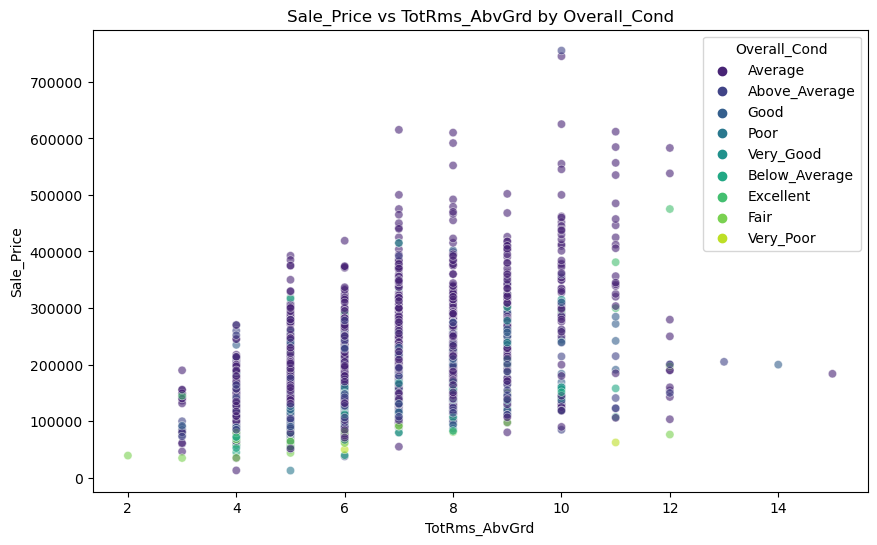 Sale_Price vs TotRms_AbvGrd by Overall_Cond
Overall_Cond
Average
Above_Average
Good
Poor
Very_Good
Below_Average
Excellent
Fair
Very_Poor
Sale_Price
700000
600000
500000
400000
300000
200000
100000
0
2 4 6 8 10 12 14
TotRms_AbvGrd